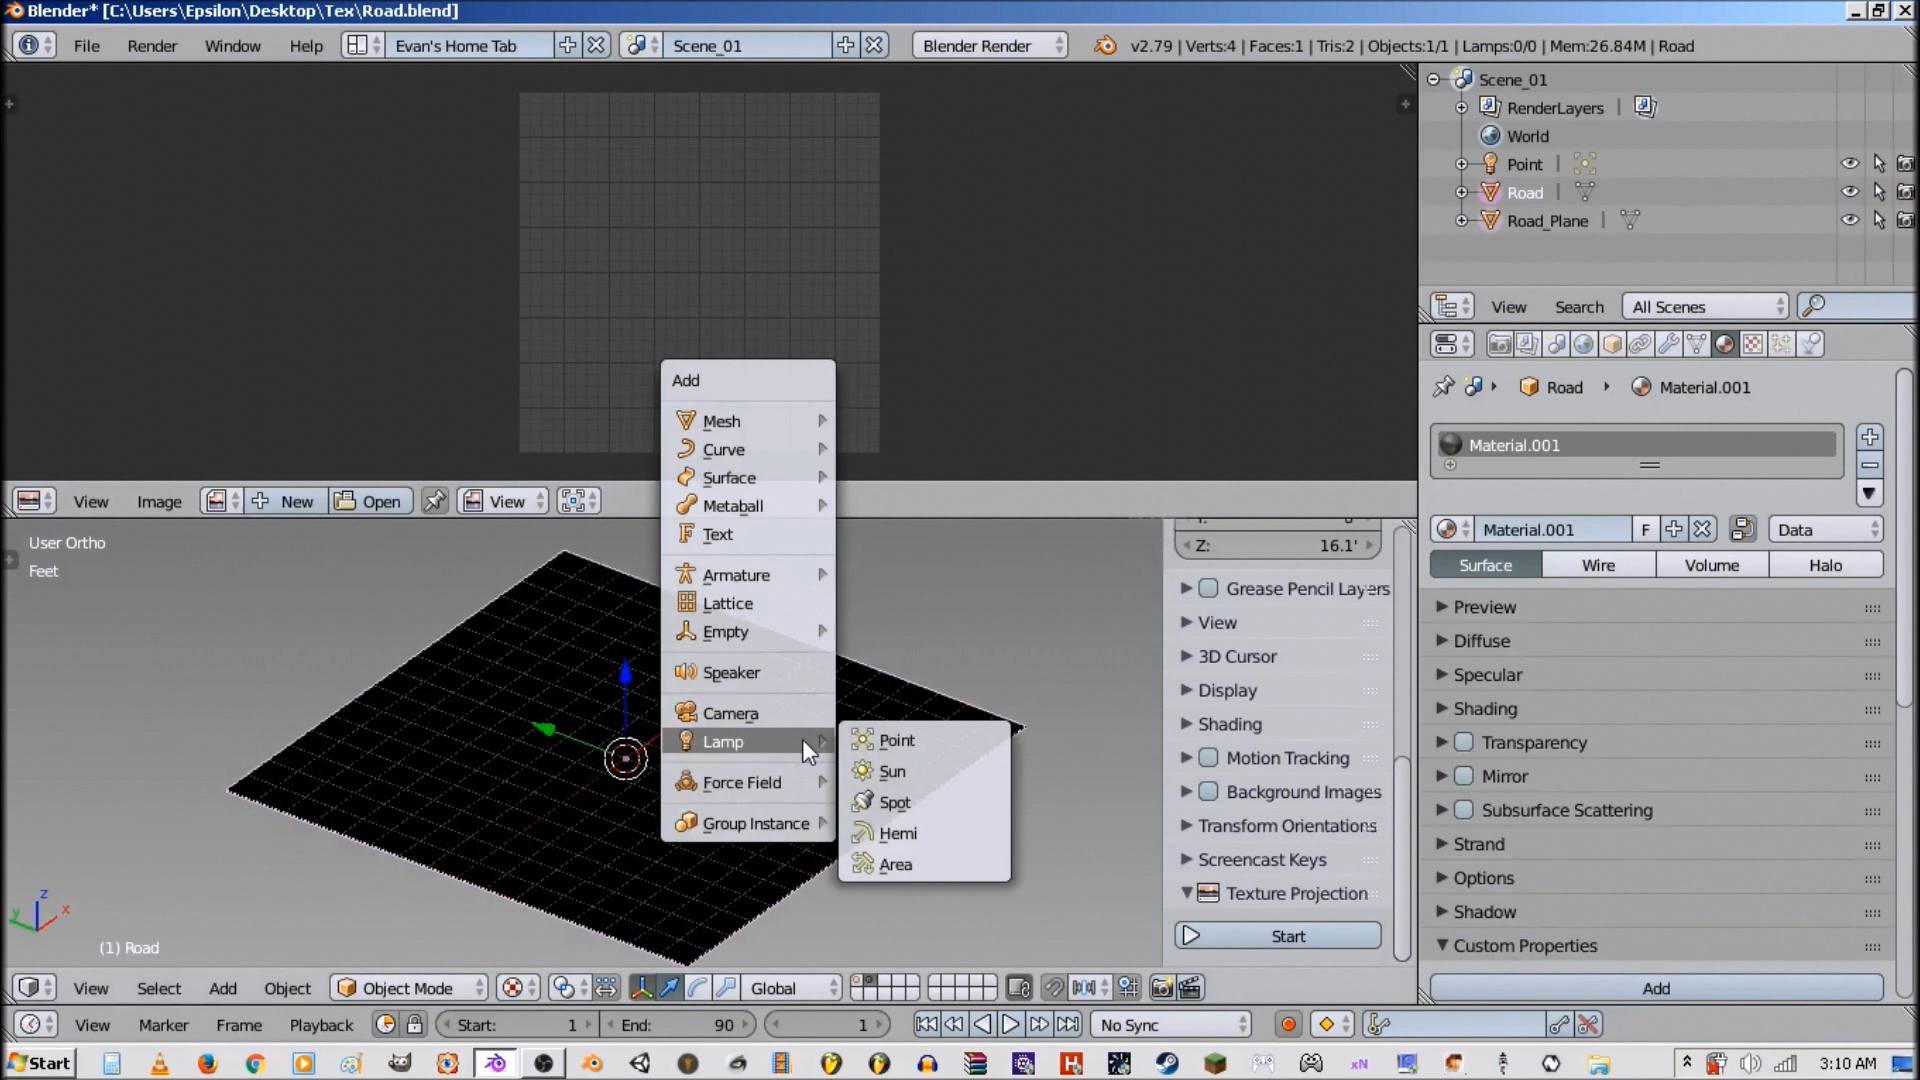 Blender* [C:\Users\Epsilon\Desktop\Tex\Road.blend]
File Render Window Help Evan's Home Tab Scene_01 Blender Render v2.79 | Verts:4 | Faces:1 | Tris:2 | Objects:1/1 | Lamps:0/0 | Mem:26.84M | Road
Scene_01
RenderLayers
World
Point
Road
Road_Plane
View Search All Scenes
Road Material.001
Material.001
Material.001 F Data
Surface Wire Volume Halo
Preview
Diffuse
Specular
Shading
Transparency
Mirror
Subsurface Scattering
Strand
Options
Shadow
Custom Properties
Add
Add
Mesh
Curve
Surface
Metaball
Text
Armature
Lattice
Empty
Speaker
Camera
Lamp
Force Field
Group Instance
Point
Sun
Spot
Hemi
Area
View Image New Open View
User Ortho
Feet
z
x
y
(1) Road
Z: 16.1'
Grease Pencil Layers
View
3D Cursor
Display
Shading
Motion Tracking
Background Images
Transform Orientations
Screencast Keys
Texture Projection
Start
View Select Add Object Object Mode Global
View Marker Frame Playback Start: 1 End: 90 1 No Sync
Start xN 3:10 AM